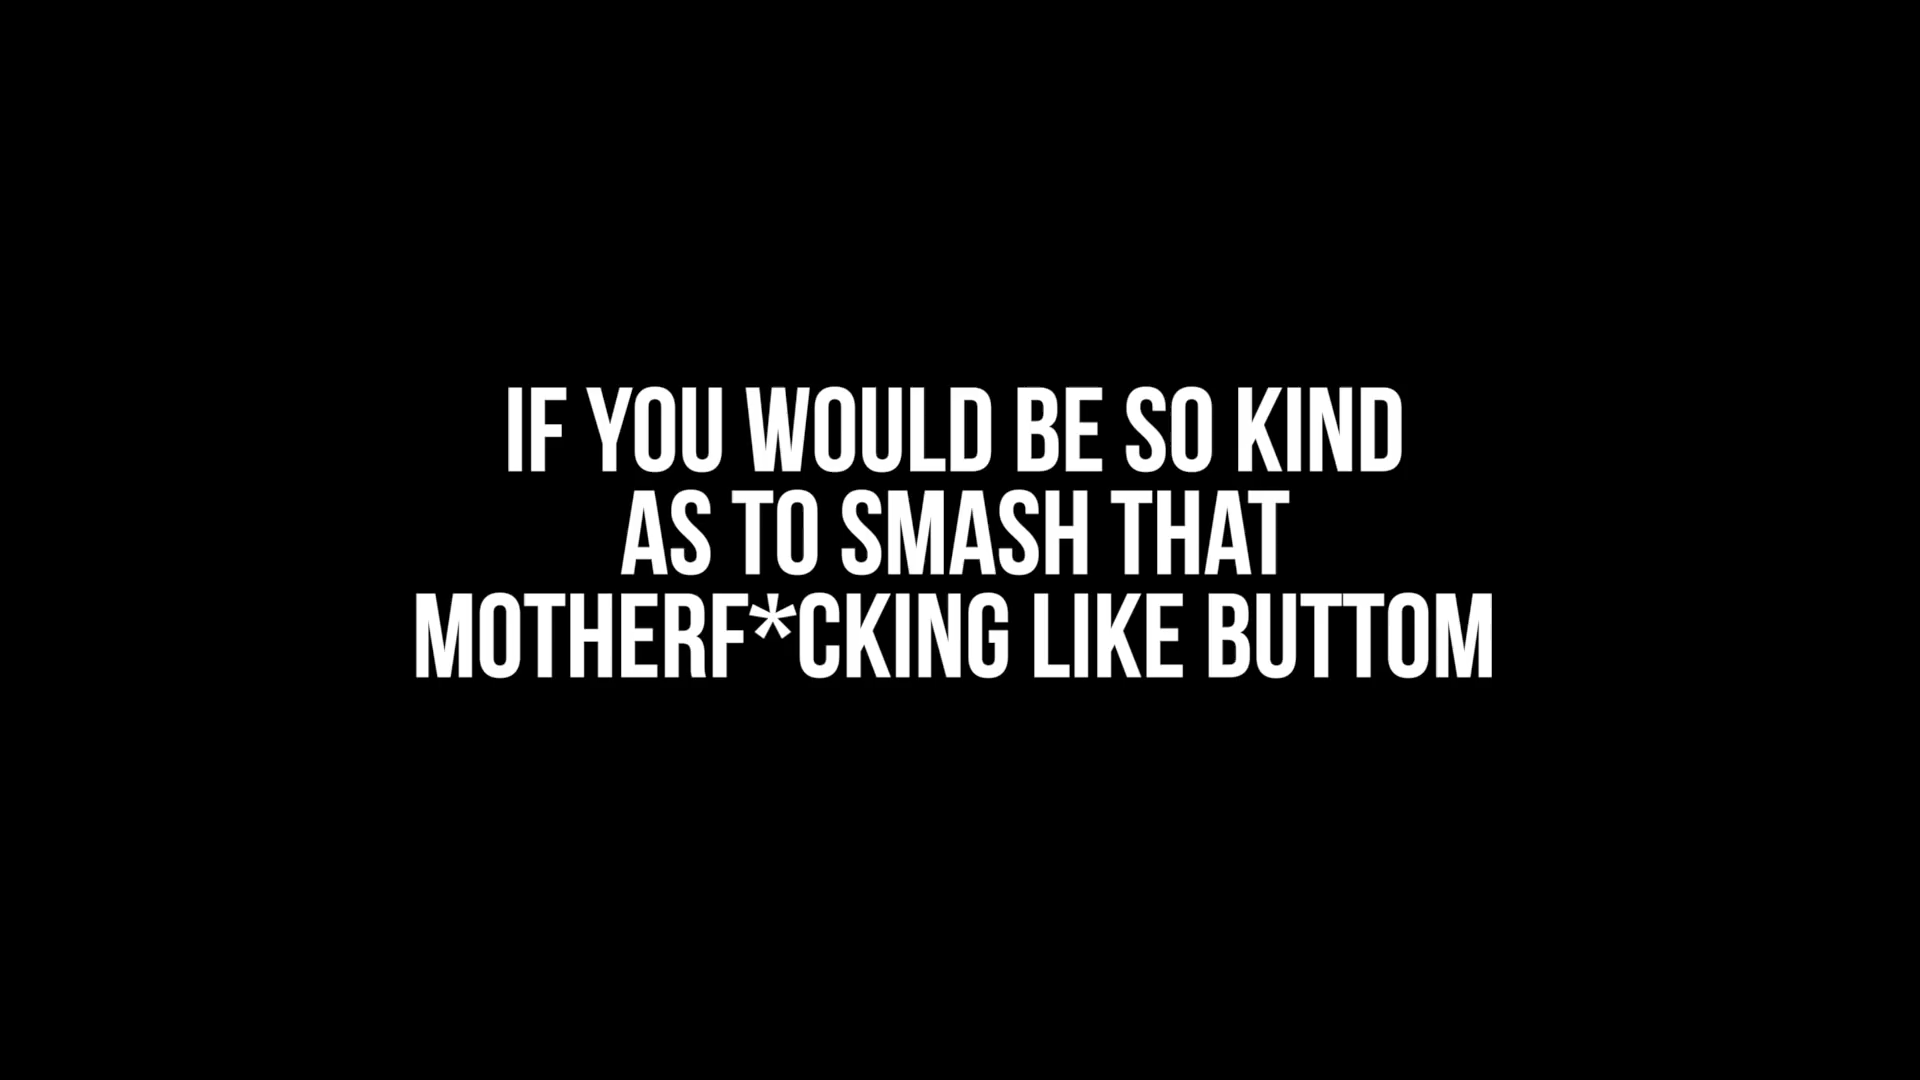 IF YOU WOULD BE SO KIND
AS TO SMASH THAT
MOTHERF*CKING LIKE BUTTOM